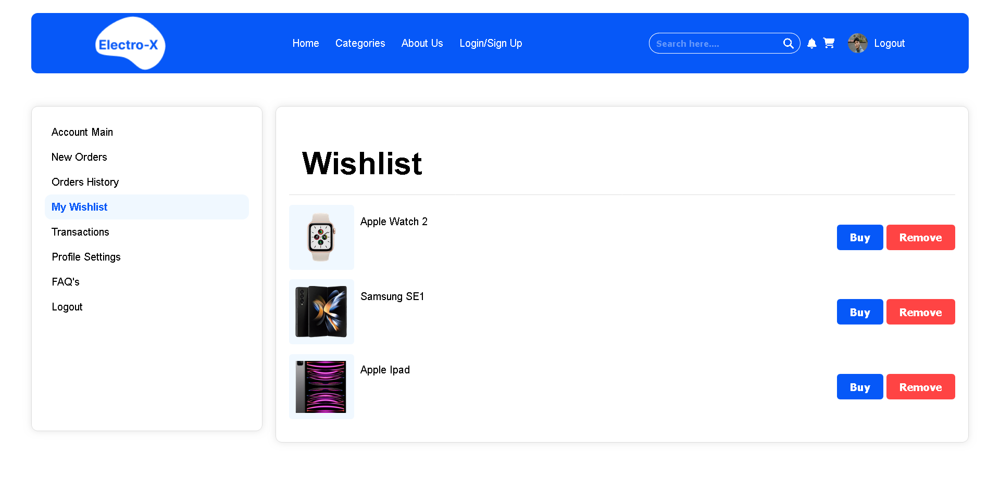 Electro-X
Home Categories About Us Login/Sign Up
Search here....
Logout
Account Main
New Orders
Orders History
My Wishlist
Transactions
Profile Settings
FAQ's
Logout
Wishlist
Apple Watch 2
Buy Remove
Samsung SE1
Buy Remove
Apple Ipad
Buy Remove